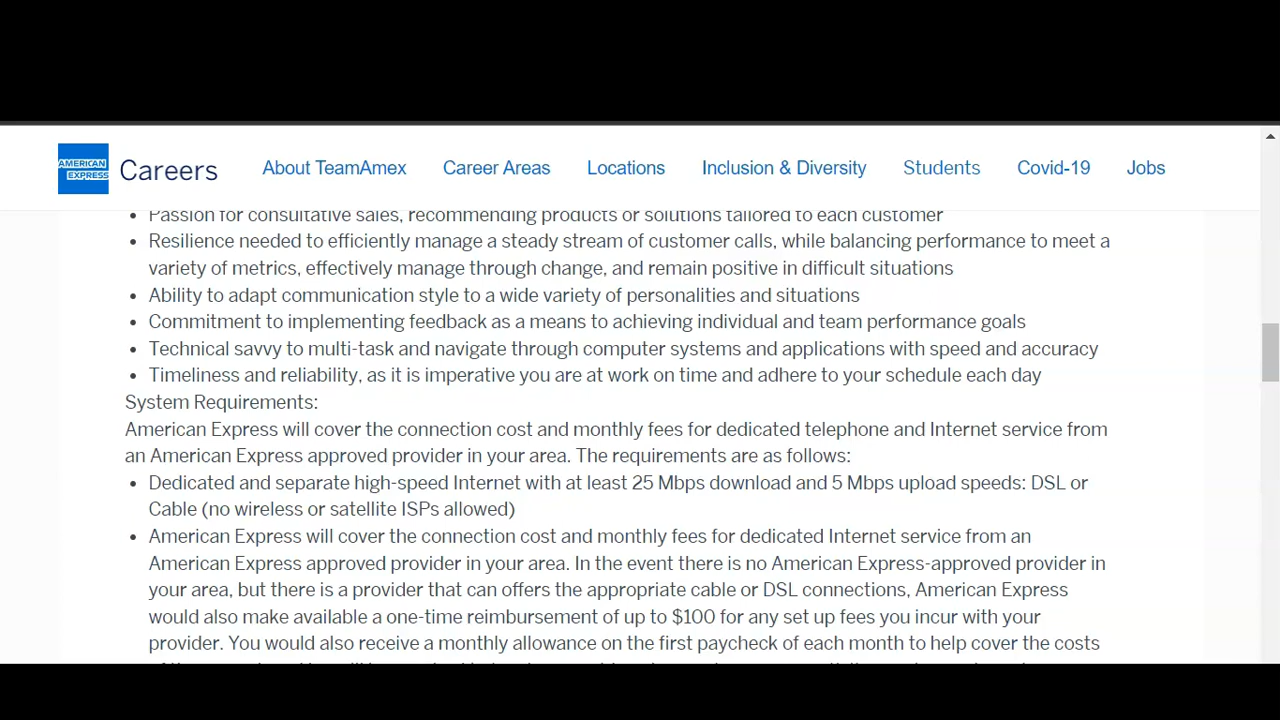 AMERICAN
EXPRESS
Careers
About TeamAmex
Career Areas
Locations
Inclusion & Diversity
Students
Covid-19
Jobs
• Passion for consultative sales, recommending products or solutions tailored to each customer
• Resilience needed to efficiently manage a steady stream of customer calls, while balancing performance to meet a
variety of metrics, effectively manage through change, and remain positive in difficult situations
• Ability to adapt communication style to a wide variety of personalities and situations
• Commitment to implementing feedback as a means to achieving individual and team performance goals
• Technical savvy to multi-task and navigate through computer systems and applications with speed and accuracy
• Timeliness and reliability, as it is imperative you are at work on time and adhere to your schedule each day
System Requirements:
American Express will cover the connection cost and monthly fees for dedicated telephone and Internet service from
an American Express approved provider in your area. The requirements are as follows:
• Dedicated and separate high-speed Internet with at least 25 Mbps download and 5 Mbps upload speeds: DSL or
Cable (no wireless or satellite ISPs allowed)
• American Express will cover the connection cost and monthly fees for dedicated Internet service from an
American Express approved provider in your area. In the event there is no American Express-approved provider in
your area, but there is a provider that can offers the appropriate cable or DSL connections, American Express
would also make available a one-time reimbursement of up to $100 for any set up fees you incur with your
provider. You would also receive a monthly allowance on the first paycheck of each month to help cover the costs